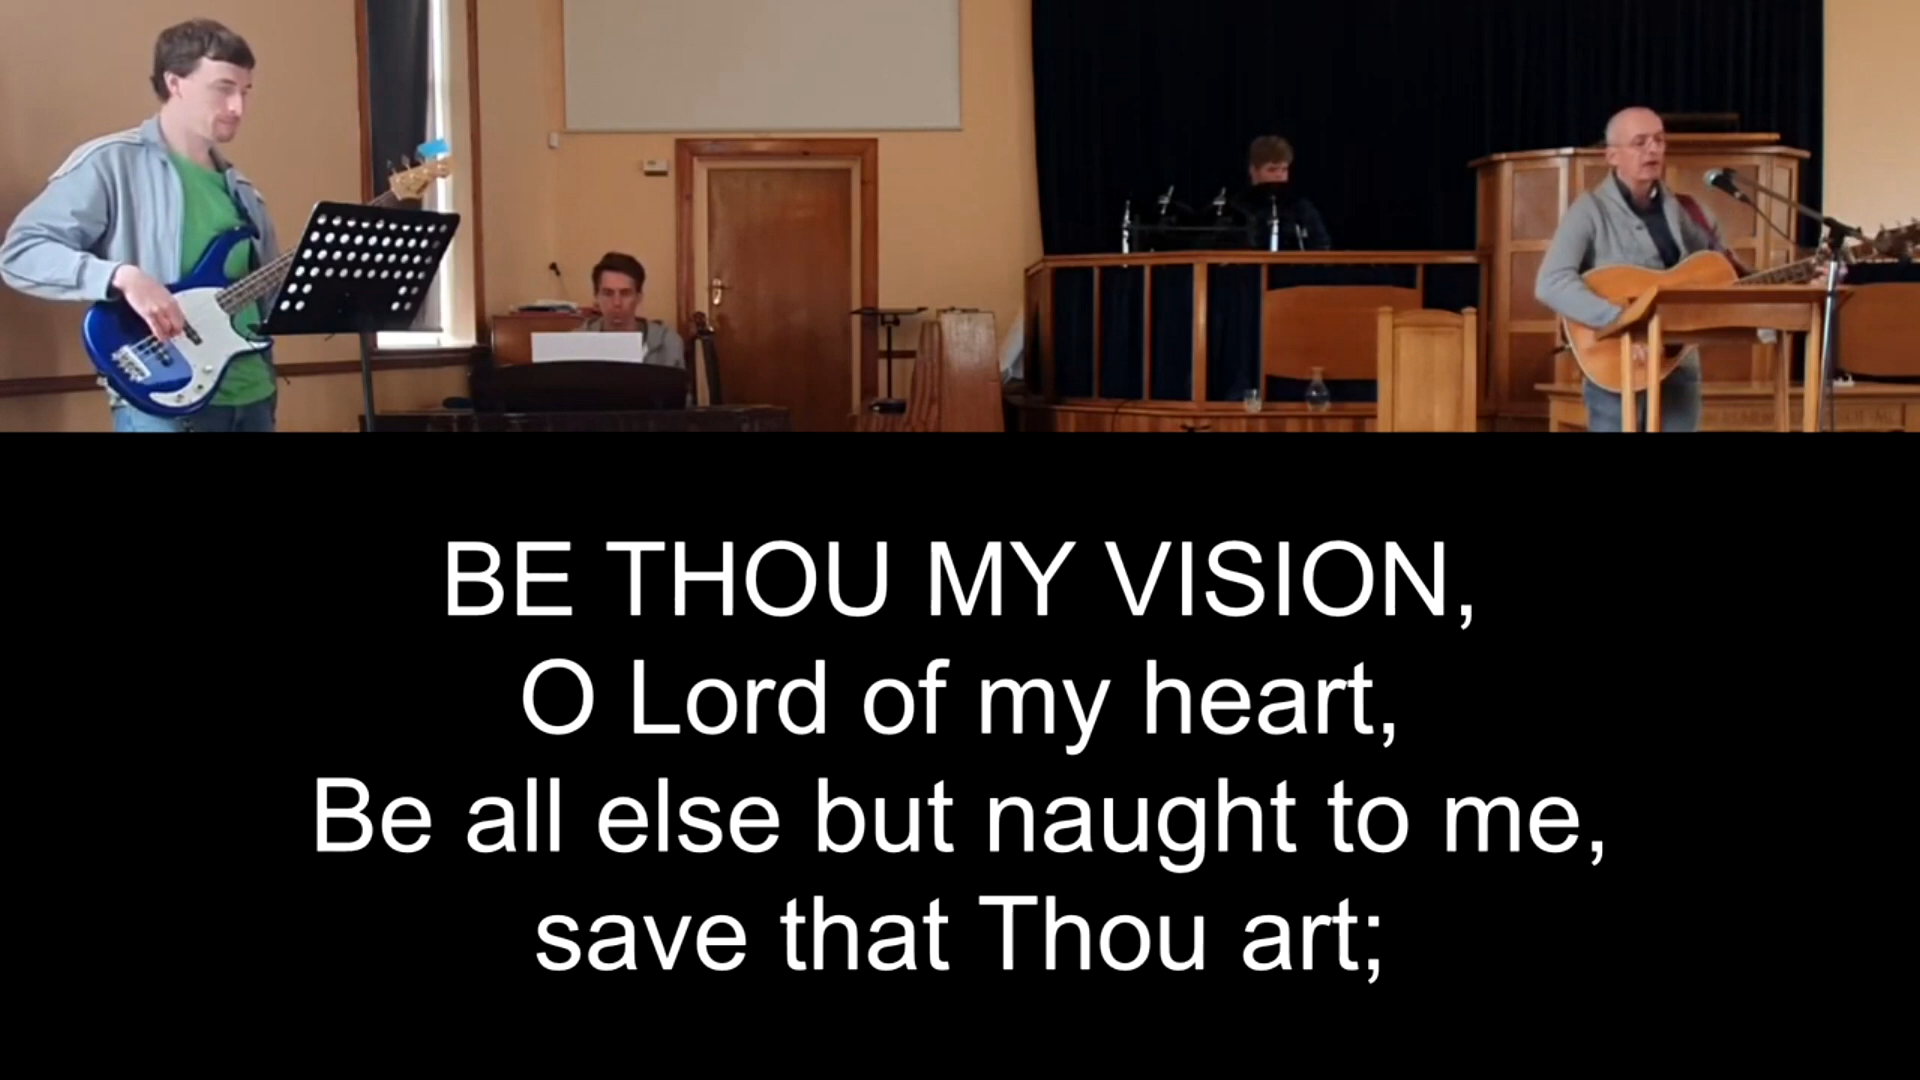 BE THOU MY VISION,
O Lord of my heart,
Be all else but naught to me,
save that Thou art;